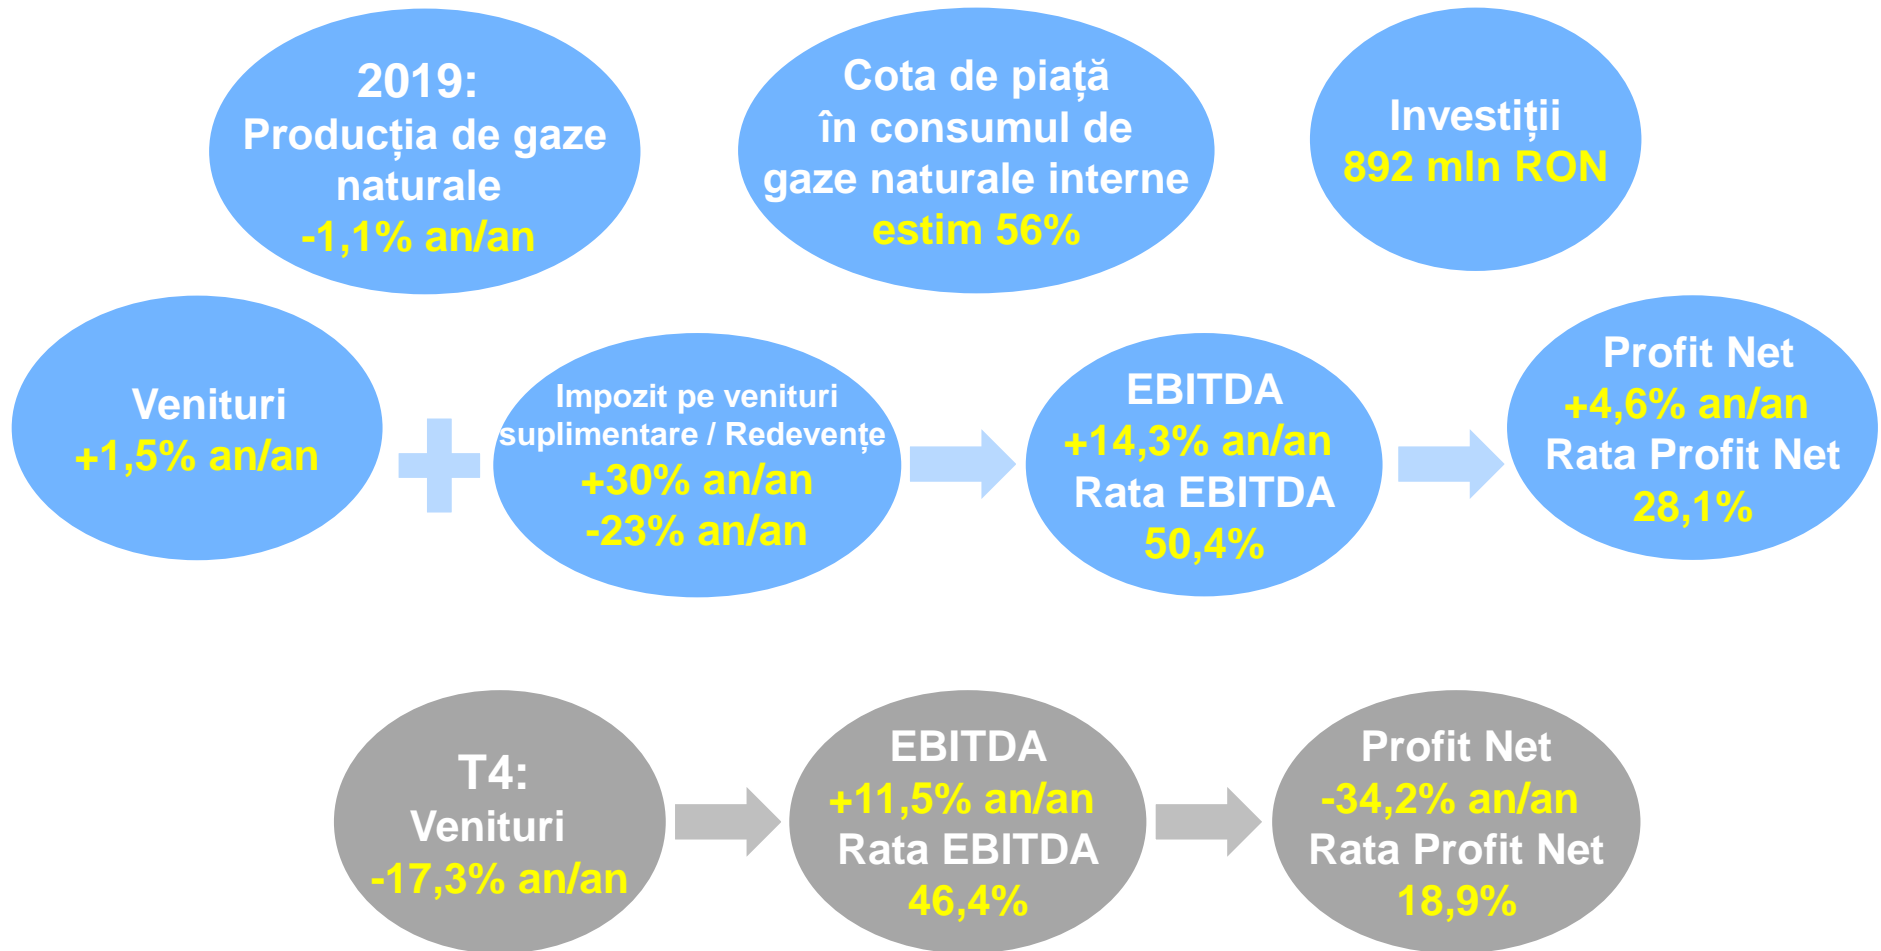 2019:
Producția de gaze
naturale
-1,1% an/an
Cota de piață
în consumul de
gaze naturale interne
estim 56%
Investiții
892 mln RON
Venituri
+1,5% an/an
Impozit pe venituri
suplimentare / Redevențe
+30% an/an
-23% an/an
EBITDA
+14,3% an/an
Rata EBITDA
50,4%
Profit Net
+4,6% an/an
Rata Profit Net
28,1%
T4:
Venituri
-17,3% an/an
EBITDA
+11,5% an/an
Rata EBITDA
46,4%
Profit Net
-34,2% an/an
Rata Profit Net
18,9%